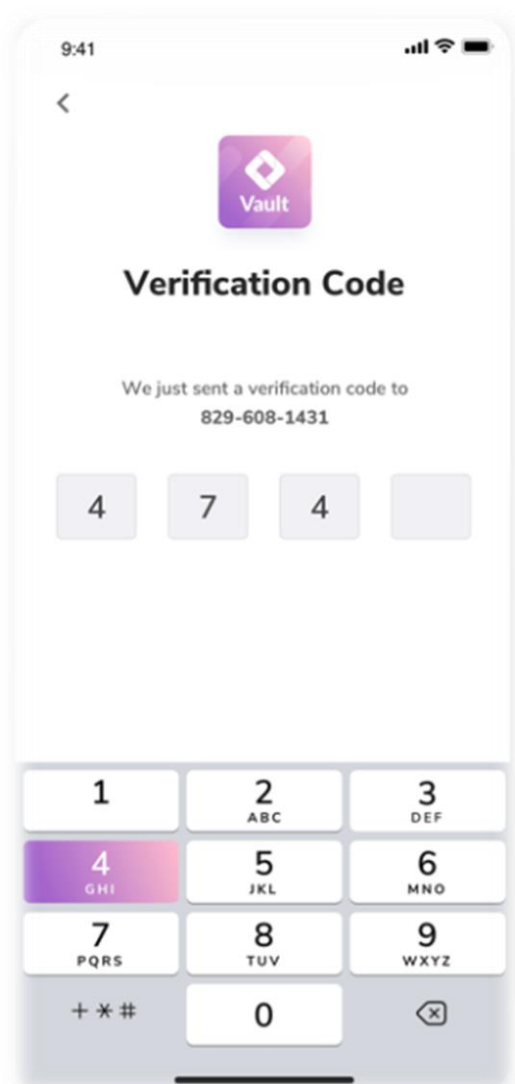 9:41
Vault
Verification Code
We just sent a verification code to
829-608-1431
4 7 4
1 2 3
ABC DEF
4 5 6
GHI JKL MNO
7 8 9
PQRS TUV WXYZ
+ * # 0